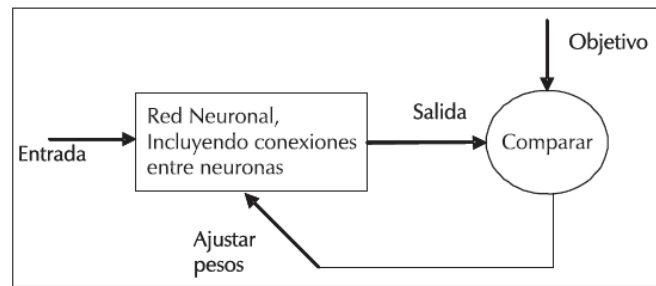 Objetivo
Red Neuronal,
Incluyendo conexiones
entre neuronas
Salida
Comparar
Entrada
Ajustar
pesos